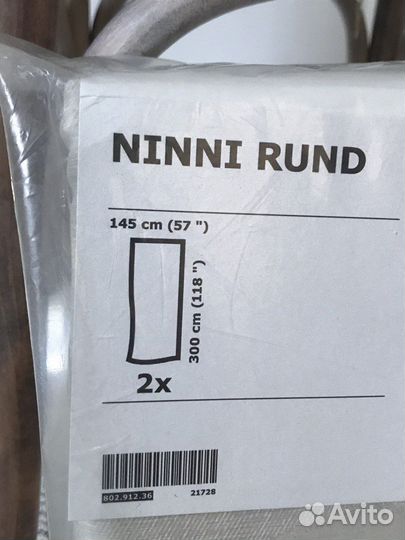 NINNI RUND
145 cm (57 ")
300 cm (118 ")
2x
802.912.36
21728
Avito